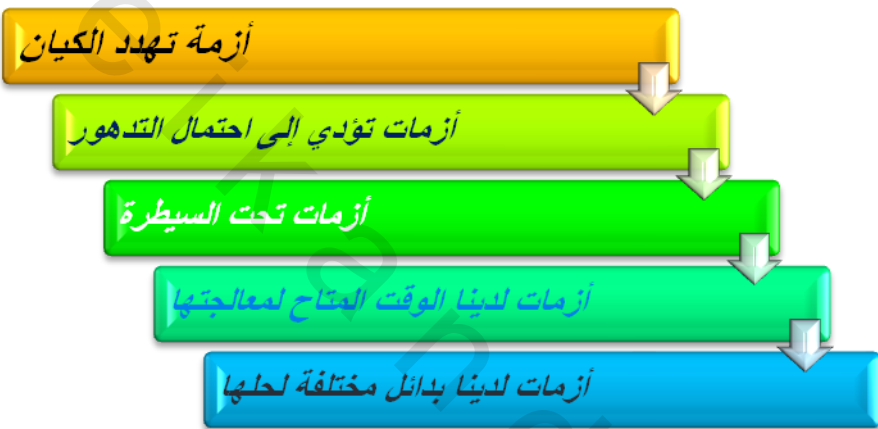 أزمة تهدد الكيان
أزمات تؤدي إلى احتمال التدهور
أزمات تحت السيطرة
أزمات لدينا الوقت المتاح لمعالجتها
أزمات لدينا بدائل مختلفة لحلها